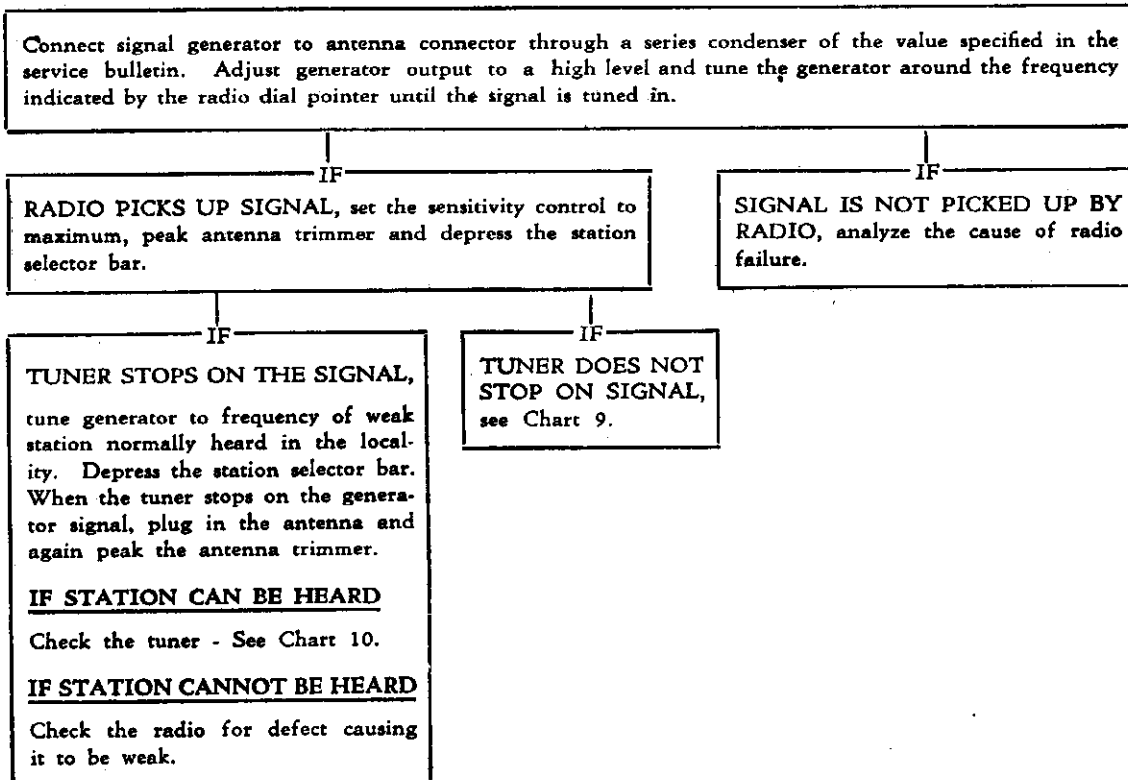 Connect signal generator to antenna connector through a series condenser of the value specified in the
service bulletin. Adjust generator output to a high level and tune the generator around the frequency
indicated by the radio dial pointer until the signal is tuned in.
IF
RADIO PICKS UP SIGNAL, set the sensitivity control to
maximum, peak antenna trimmer and depress the station
selector bar.
IF
SIGNAL IS NOT PICKED UP BY
RADIO, analyze the cause of radio
failure.
IF
TUNER STOPS ON THE SIGNAL,
tune generator to frequency of weak
station normally heard in the local-
ity. Depress the station selector bar.
When the tuner stops on the genera-
tor signal, plug in the antenna and
again peak the antenna trimmer.
IF STATION CAN BE HEARD
Check the tuner - See Chart 10.
IF STATION CANNOT BE HEARD
Check the radio for defect causing
it to be weak.
IF
TUNER DOES NOT
STOP ON SIGNAL,
see Chart 9.